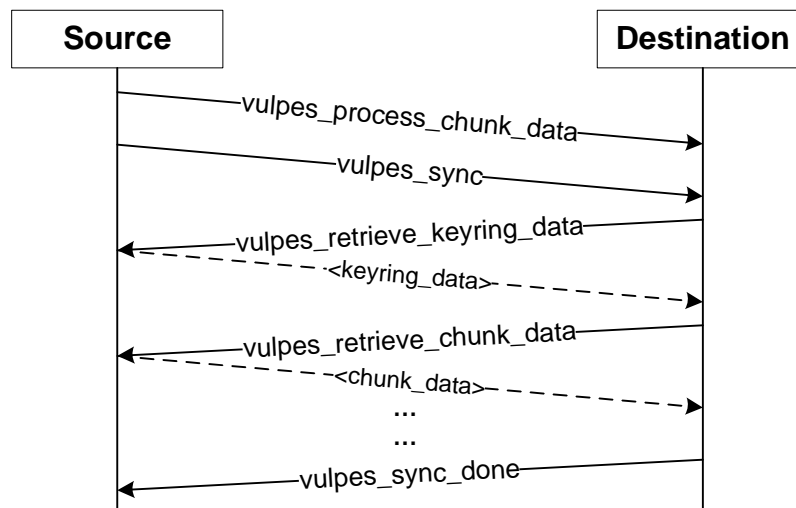 Source
Destination
vulpes_process_chunk_data
vulpes_sync
vulpes_retrieve_keyring_data
<keyring_data>
vulpes_retrieve_chunk_data
<chunk_data>
...
...
vulpes_sync_done